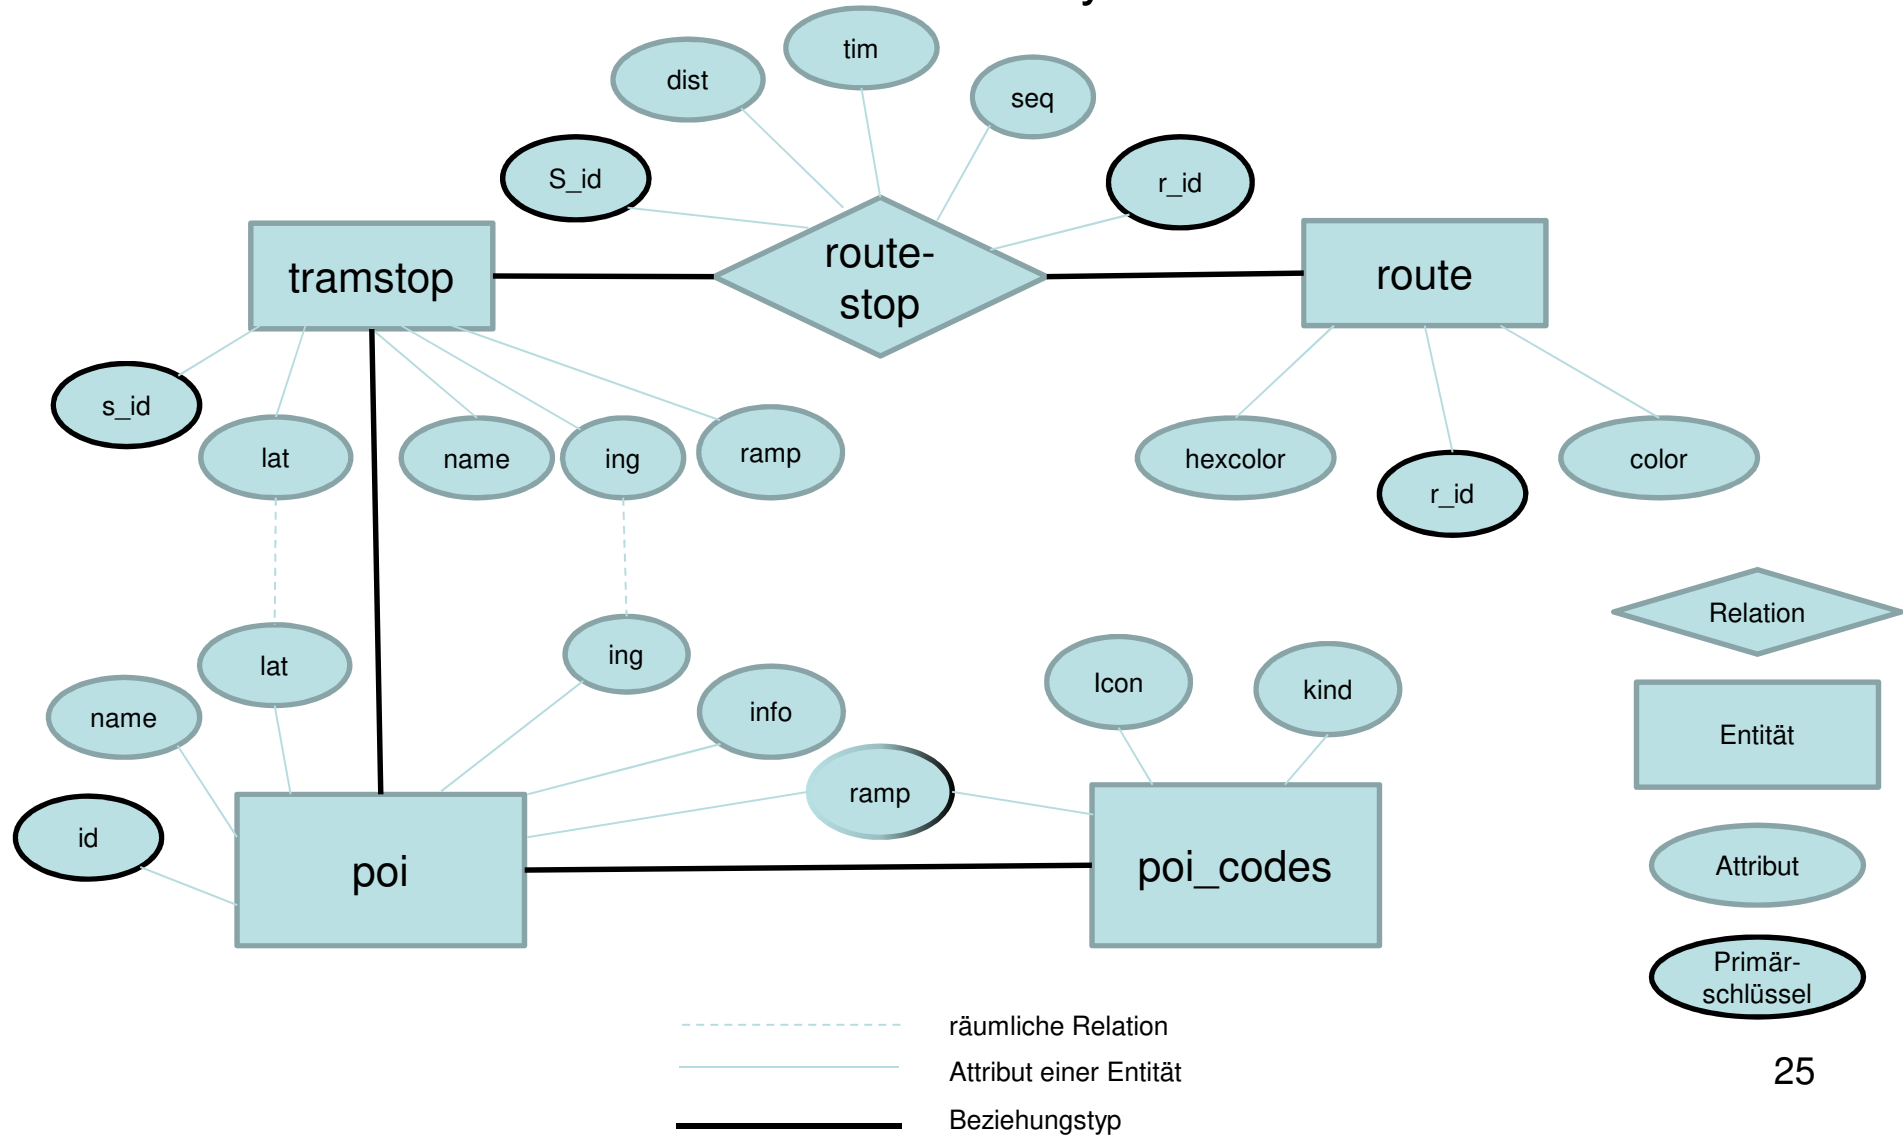 y
tim
dist
seq
S_id
r_id
route-
stop
tramstop
route
s_id
lat
name
ing
ramp
hexcolor
r_id
color
Relation
lat
ing
name
info
Icon
kind
Entität
ramp
id
poi
poi_codes
Attribut
Primär-
schlüssel
räumliche Relation
Attribut einer Entität
Beziehungstyp
25